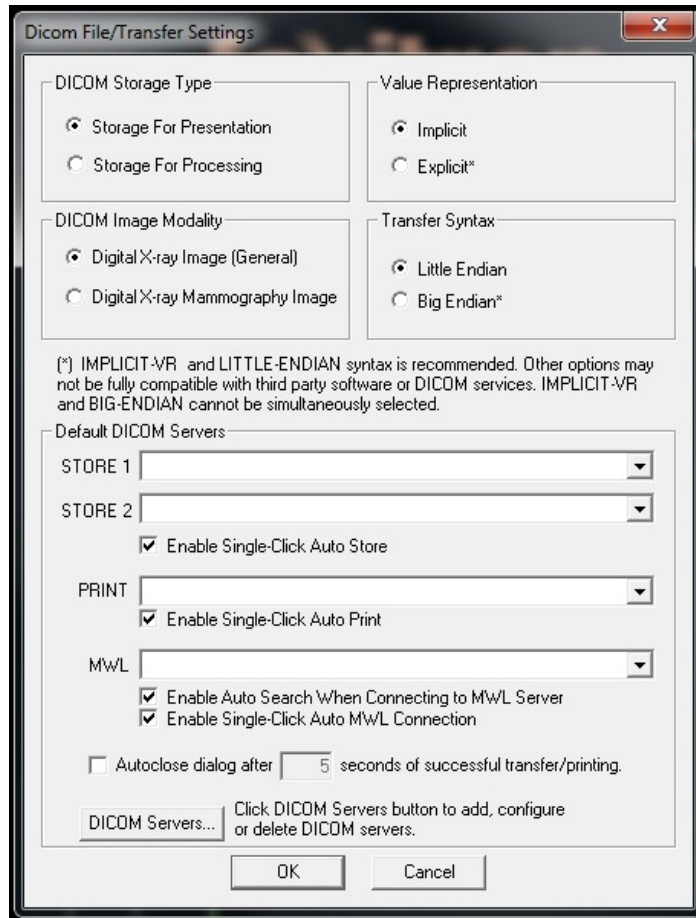 Dicom File/Transfer Settings
DICOM Storage Type
Storage For Presentation
Storage For Processing
Value Representation
Implicit
Explicit*
DICOM Image Modality
Digital X-ray Image (General)
Digital X-ray Mammography Image
Transfer Syntax
Little Endian
Big Endian*
(*) IMPLICIT-VR and LITTLE-ENDIAN syntax is recommended. Other options may
not be fully compatible with third party software or DICOM services. IMPLICIT-VR
and BIG-ENDIAN cannot be simultaneously selected.
Default DICOM Servers
STORE 1
STORE 2
Enable Single-Click Auto Store
PRINT
Enable Single-Click Auto Print
MWL
Enable Auto Search When Connecting to MWL Server
Enable Single-Click Auto MWL Connection
Autoclose dialog after 5 seconds of successful transfer/printing.
DICOM Servers...
Click DICOM Servers button to add, configure
or delete DICOM servers.
OK
Cancel